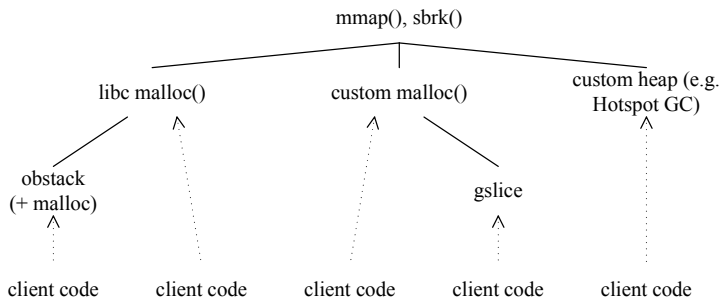 mmap(), sbrk()
libc malloc()
custom malloc()
custom heap (e.g.
Hotspot GC)
obstack
(+ malloc)
gslice
client code
client code
client code
client code
client code